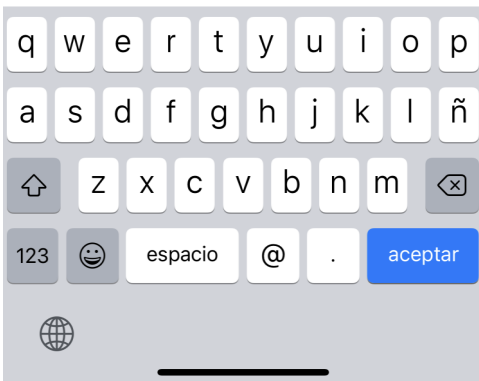 q w e r t y u i o p
a s d f g h j k l ñ
z x c v b n m
123 espacio @ . aceptar